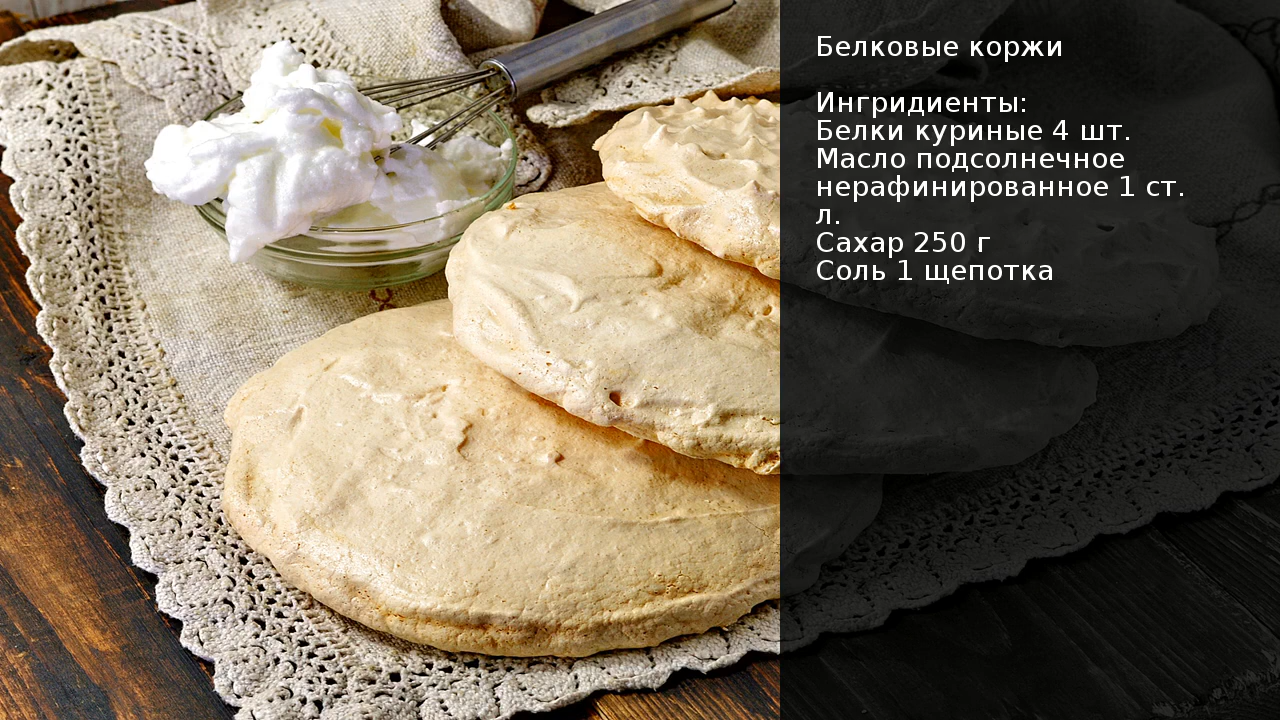 Белковые коржи
Ингридиенты:
Белки куриные 4 шт.
Масло подсолнечное
нерафинированное 1 ст.
л.
Сахар 250 г
Соль 1 щепотка